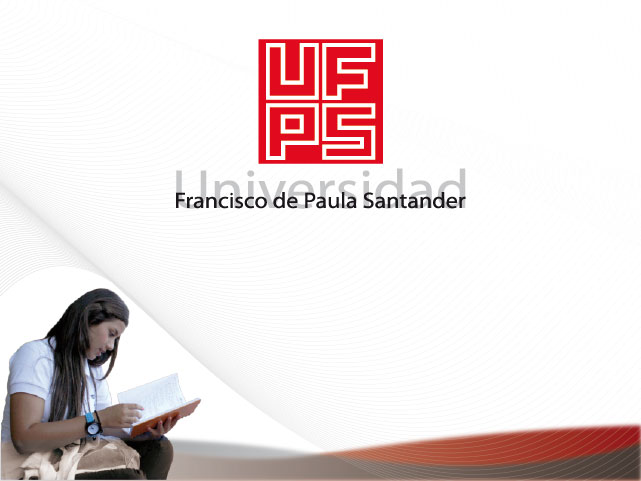 UF
PS
Universidad
Francisco de Paula Santander